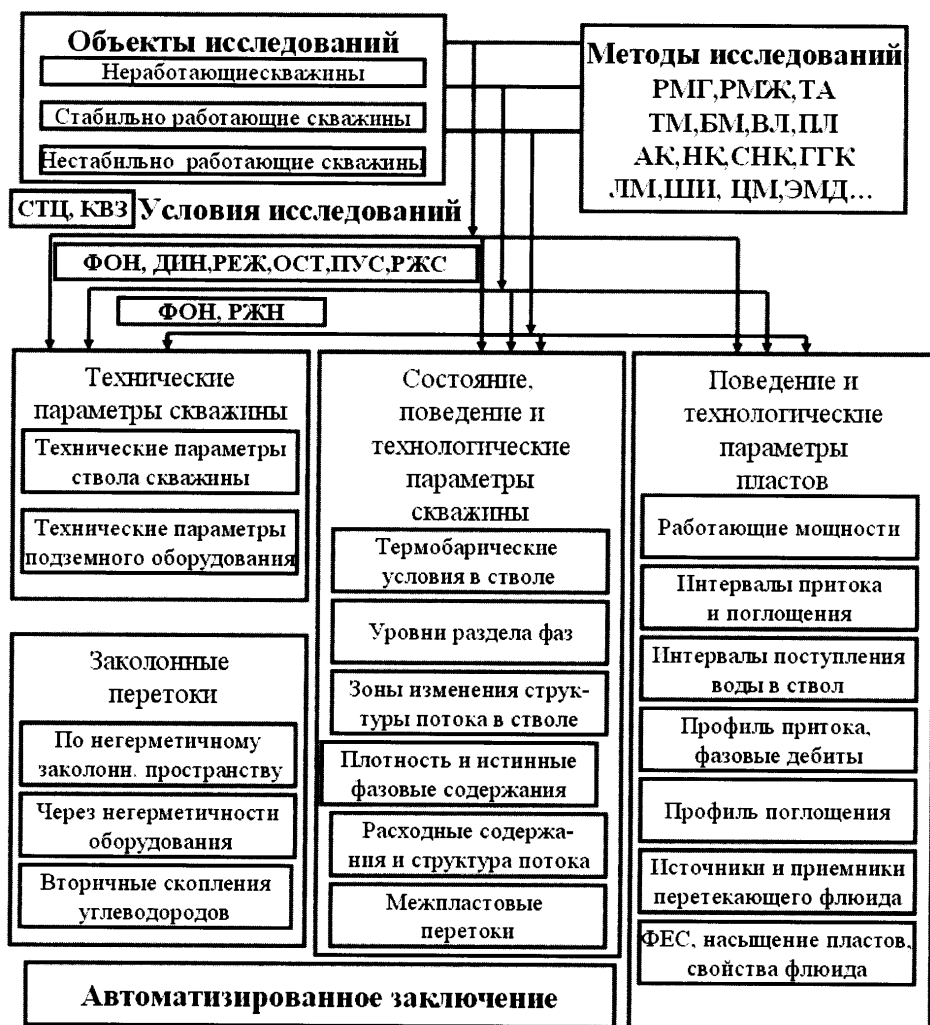 Объекты исследований
Неработающиескважины
Стабильно работающие скважины
Нестабильно работающие скважины
Методы исследований
РМГ,РМЖ,ТА
ТМ,БМ,ВЛ,ПЛ
АК,НК,СНК,ГГК
ЛМ,ШИ, ЦМ,ЭМД...
СТЦ, КВЗ
Условия исследований
ФОН, ДИН,РЕЖ,ОСТ,ПУС,РЖС
ФОН, РЖН
Технические
параметры скважины
Технические параметры
ствола скважины
Технические параметры
подземного оборудования
Заколонные
перетоки
По негерметичному
заколонн. пространству
Через негерметичности
оборудования
Вторичные скопления
углеводородов
Состояние,
поведение и
технологические
параметры
скважины
Термобарические
условия в стволе
Уровни раздела фаз
Зоны изменения струк-
туры потока в стволе
Плотность и истинные
фазовые содержания
Расходные содержа-
ния и структура потока
Межпластовые
перетоки
Поведение и
технологические
параметры
пластов
Работающие мощности
Интервалы притока
и поглощения
Интервалы поступления
воды в ствол
Профиль притока,
фазовые дебиты
Профиль поглощения
Источники и приемники
перетекающего флюида
ФЕС, насыщение пластов,
свойства флюида
Автоматизированное заключение